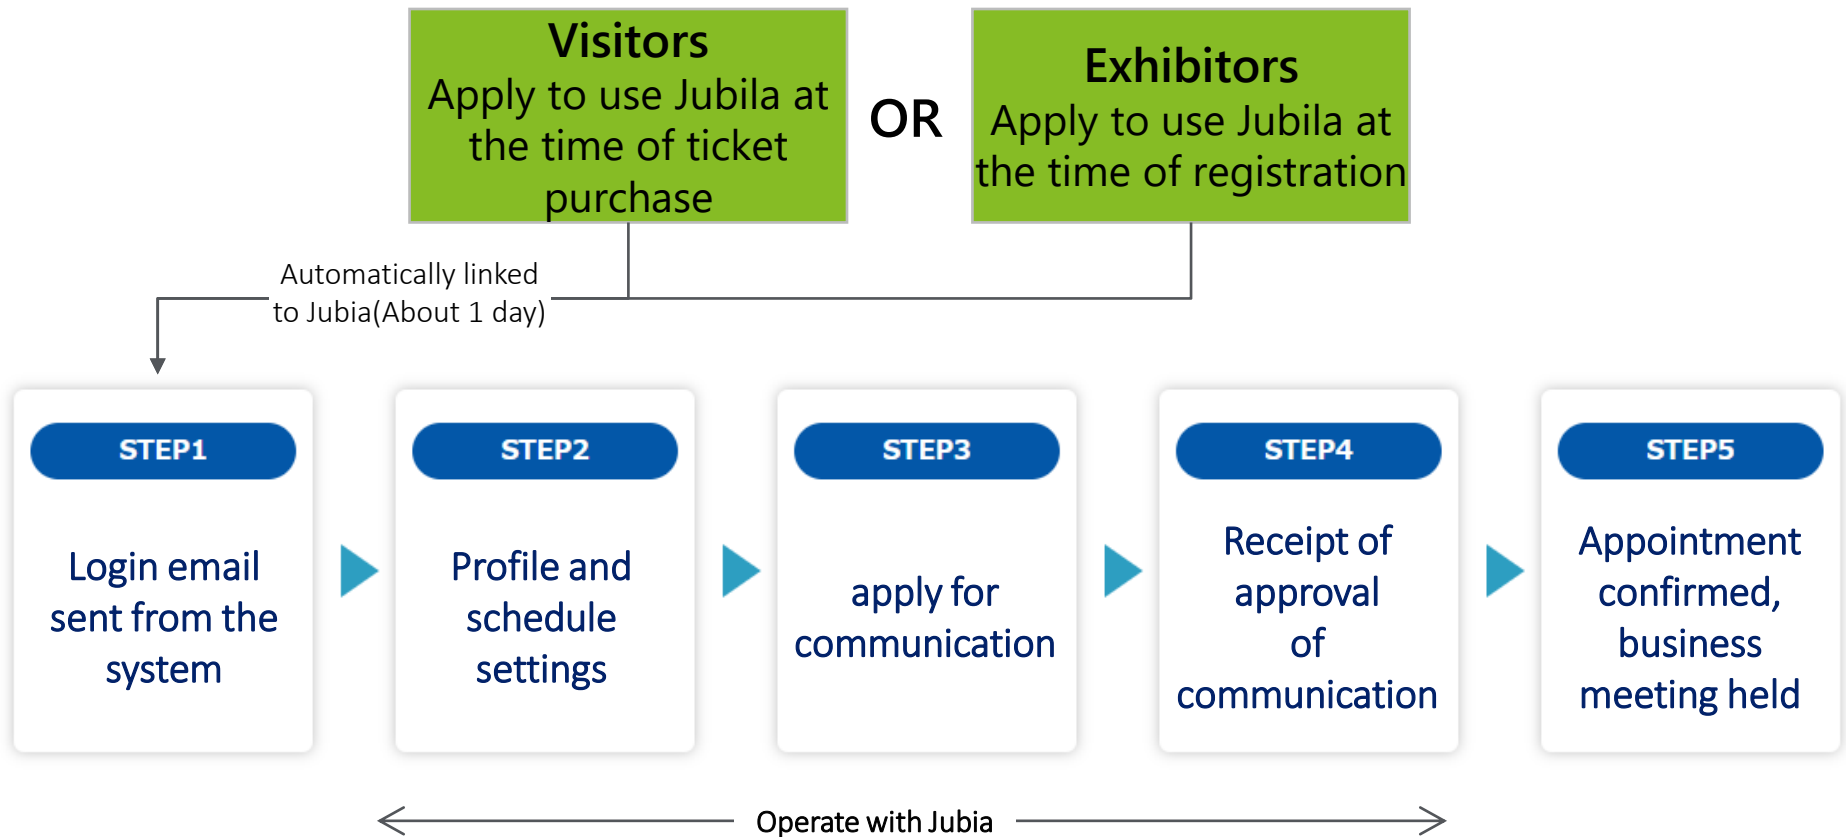 Visitors
Apply to use Jubila at
the time of ticket
purchase
OR
Exhibitors
Apply to use Jubila at
the time of registration
Automatically linked
to Jubia(About 1 day)
STEP1
Login email
sent from the
system
STEP2
Profile and
schedule
settings
STEP3
apply for
communication
STEP4
Receipt of
approval
of
communication
STEP5
Appointment
confirmed,
business
meeting held
Operate with Jubia